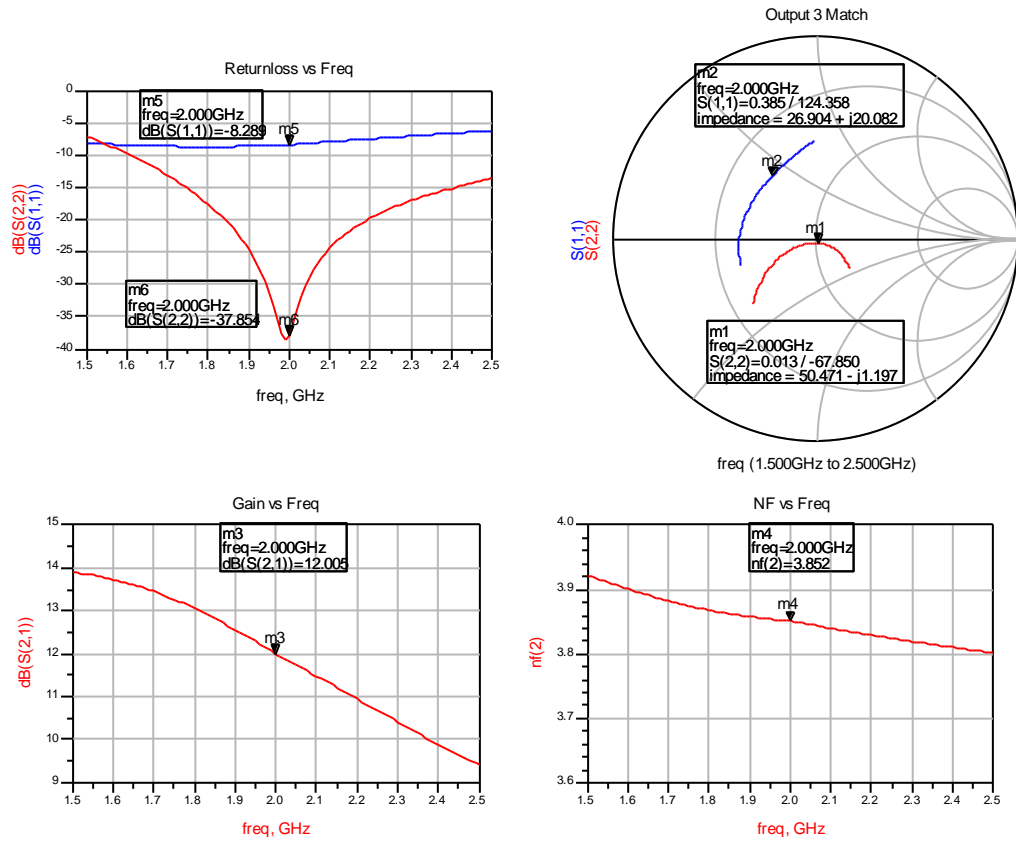 Returnloss vs Freq
m5
freq=2.000GHz
dB(S(1,1))=-8.289
m5
m6
freq=2.000GHz
dB(S(2,2))=-37.854
m6
0
-5
-10
-15
-20
-25
-30
-35
-40
1.5 1.6 1.7 1.8 1.9 2.0 2.1 2.2 2.3 2.4 2.5
freq, GHz
dB(S(2,2))
dB(S(1,1))
Output 3 Match
m2
freq=2.000GHz
S(1,1)=0.385 / 124.358
impedance = 26.904 + j20.082
m2
m1
m1
freq=2.000GHz
S(2,2)=0.013 / -67.850
impedance = 50.471 - j1.197
S(1,1)
S(2,2)
freq (1.500GHz to 2.500GHz)
Gain vs Freq
m3
freq=2.000GHz
dB(S(2,1))=12.005
m3
15
14
13
12
11
10
9
1.5 1.6 1.7 1.8 1.9 2.0 2.1 2.2 2.3 2.4 2.5
freq, GHz
dB(S(2,1))
NF vs Freq
m4
freq=2.000GHz
nf(2)=3.852
m4
4.0
3.9
3.8
3.7
3.6
1.5 1.6 1.7 1.8 1.9 2.0 2.1 2.2 2.3 2.4 2.5
freq, GHz
nf(2)